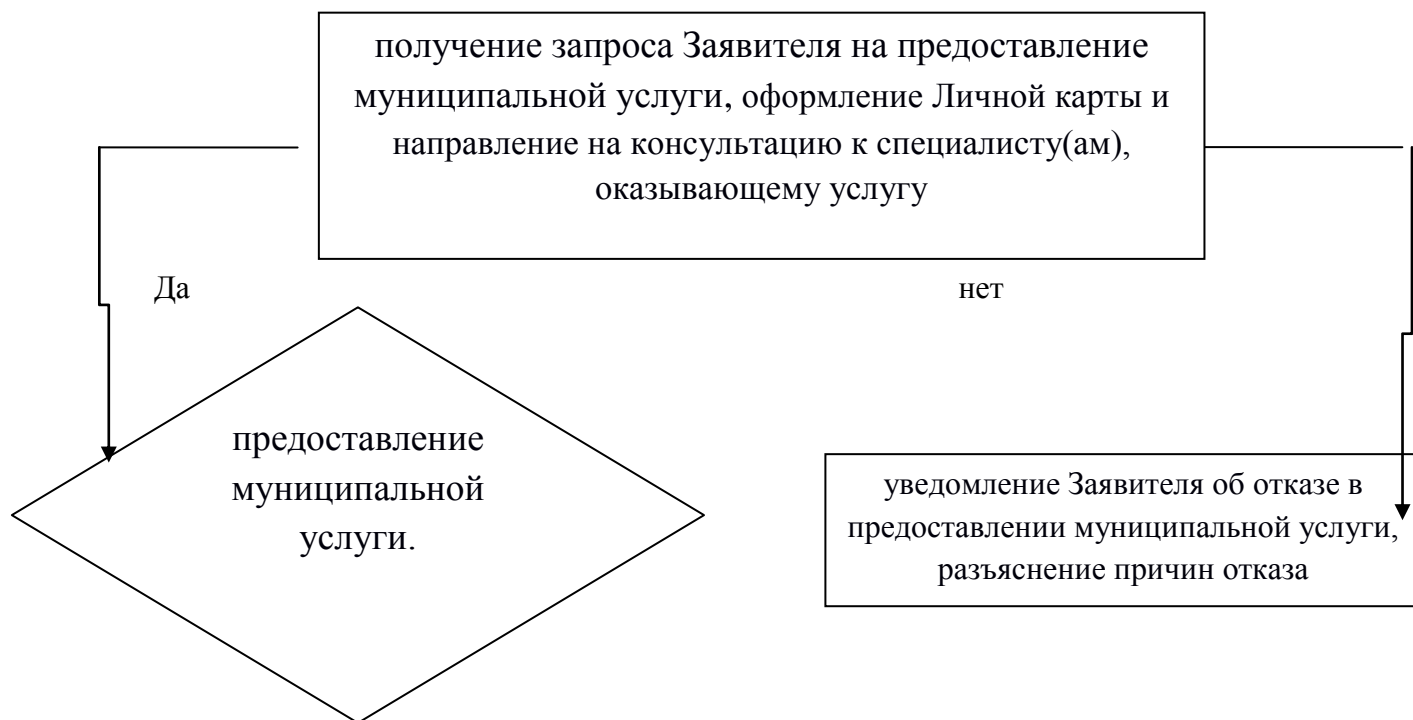 получение запроса Заявителя на предоставление
муниципальной услуги, оформление Личной карты и
направление на консультацию к специалисту(ам),
оказывающему услугу
Да
нет
предоставление
муниципальной
услуги.
уведомление Заявителя об отказе в
предоставлении муниципальной услуги,
разъяснение причин отказа